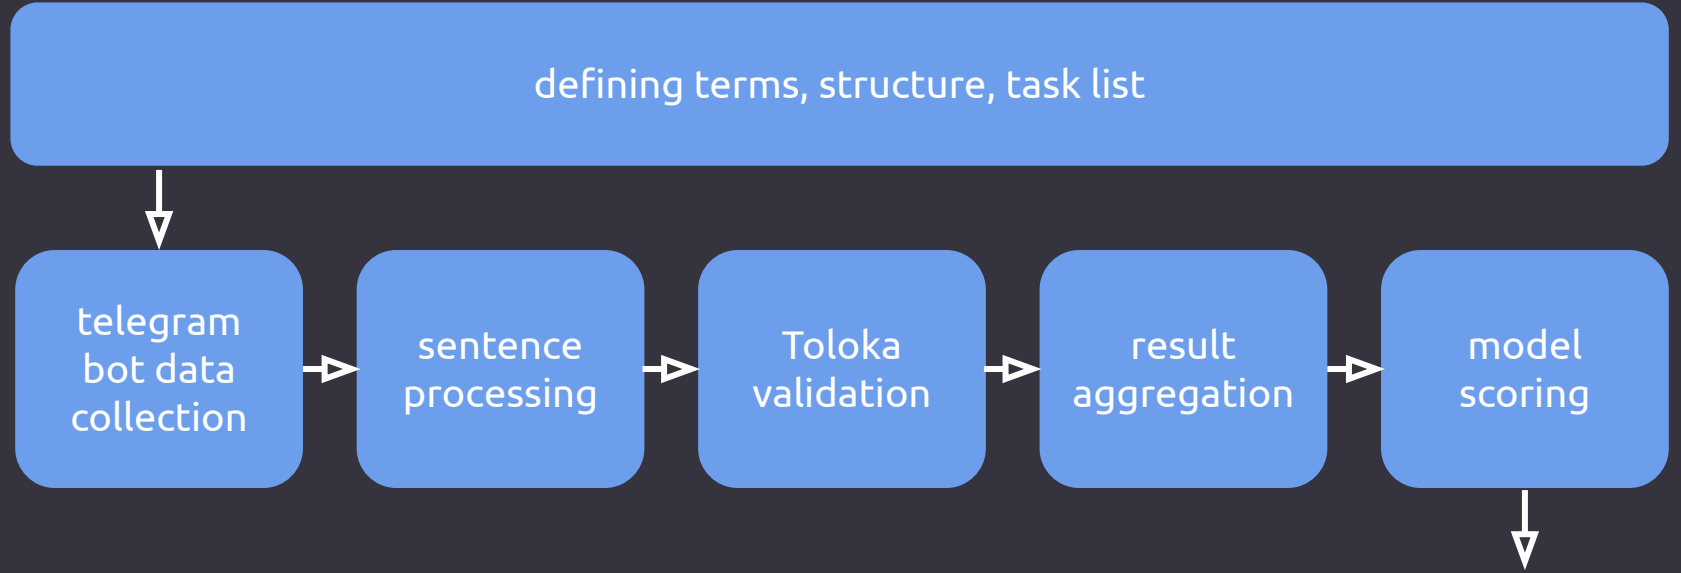 defining terms, structure, task list
telegram
bot data
collection
sentence
processing
Toloka
validation
result
aggregation
model
scoring